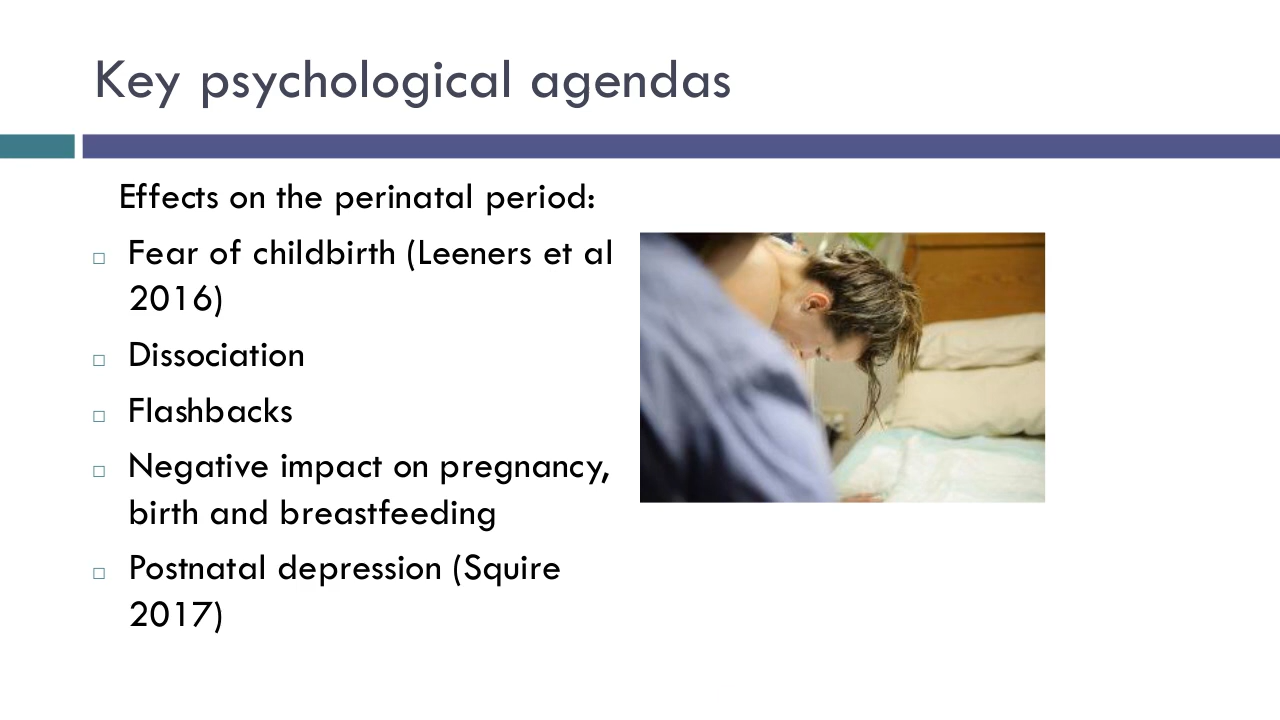 Key psychological agendas
Effects on the perinatal period:
Fear of childbirth (Leeners et al
2016)
Dissociation
Flashbacks
Negative impact on pregnancy,
birth and breastfeeding
Postnatal depression (Squire
2017)